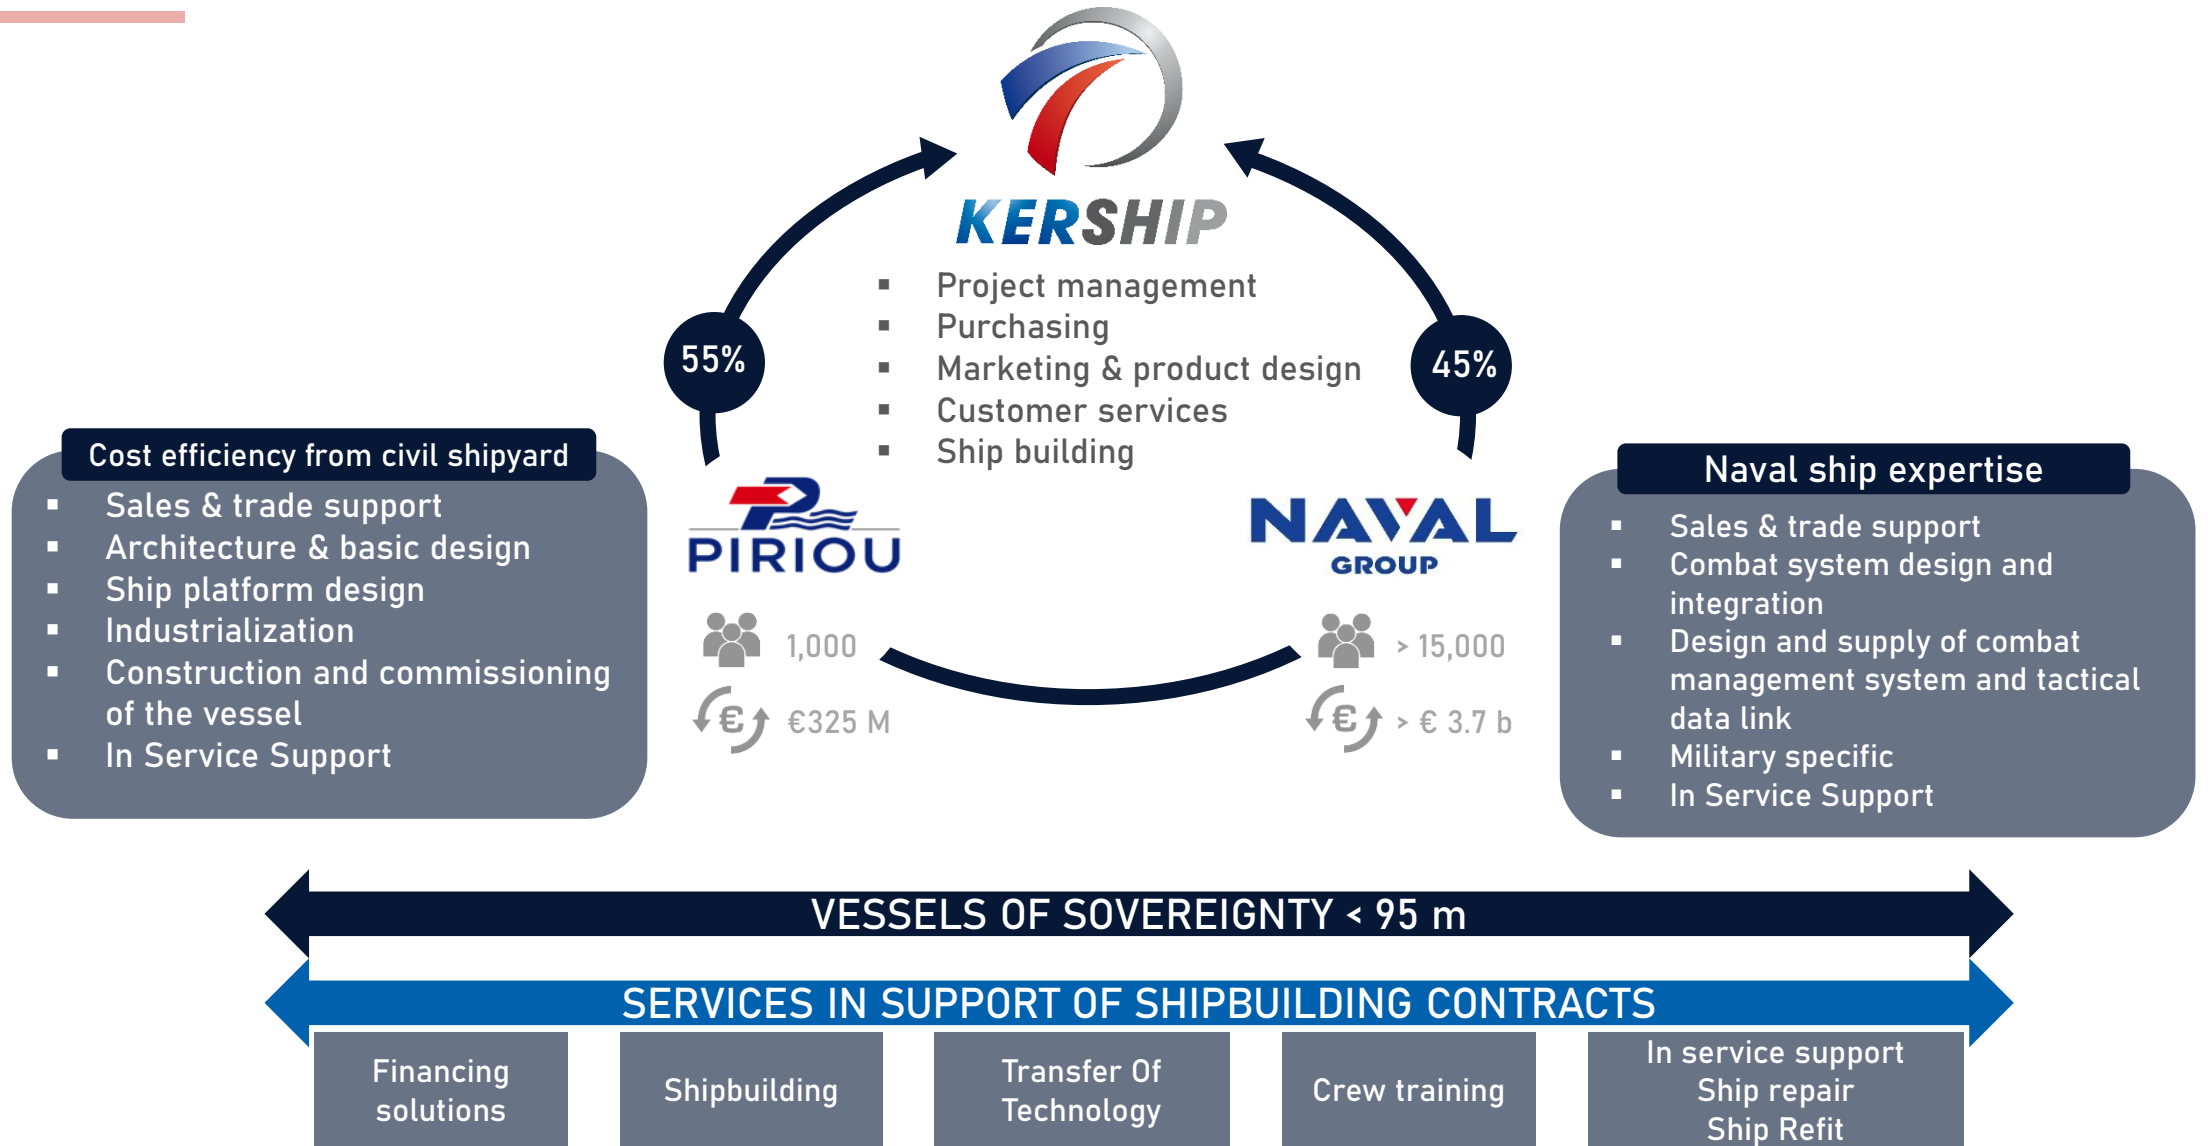 KERSHIP
▪ Project management
▪ Purchasing
▪ Marketing & product design
▪ Customer services
▪ Ship building
55%
45%
Cost efficiency from civil shipyard
▪ Sales & trade support
▪ Architecture & basic design
▪ Ship platform design
▪ Industrialization
▪ Construction and commissioning
of the vessel
▪ In Service Support
PIRIOU
1,000
€
€325 M
NAVAL
GROUP
> 15,000
€
> € 3.7 b
Naval ship expertise
▪ Sales & trade support
▪ Combat system design and
integration
▪ Design and supply of combat
management system and tactical
data link
▪ Military specific
▪ In Service Support
VESSELS OF SOVEREIGNTY < 95 m
SERVICES IN SUPPORT OF SHIPBUILDING CONTRACTS
Financing
solutions
Shipbuilding
Transfer Of
Technology
Crew training
In service support
Ship repair
Ship Refit